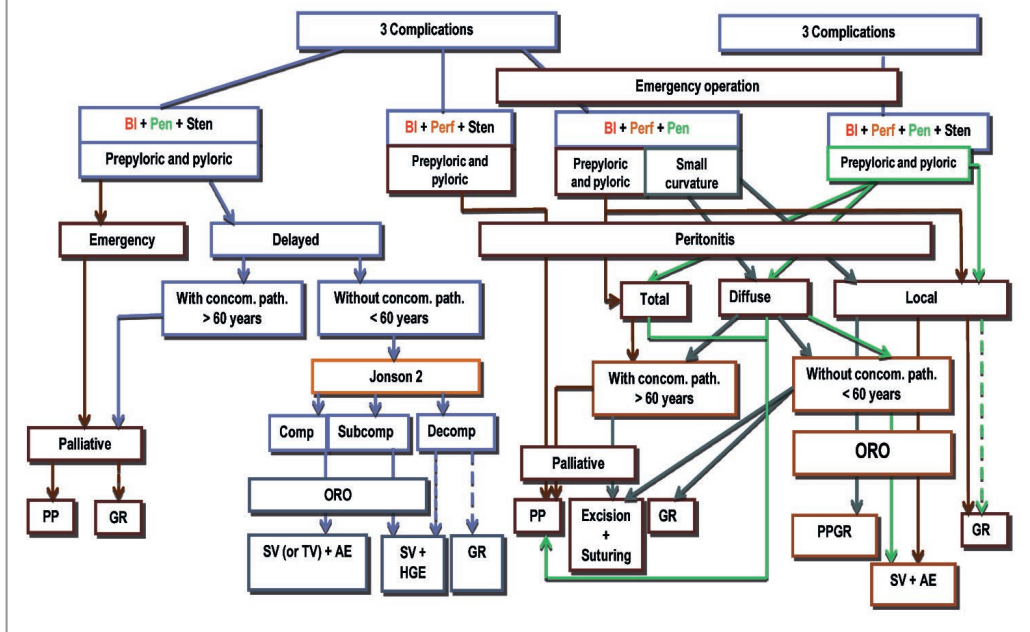 3 Complications
3 Complications
Emergency operation
Bl + Pen + Sten
Prepyloric and pyloric
Bl + Perf + Sten
Prepyloric and
pyloric
Bl + Perf + Pen
Prepyloric
and pyloric
Small
curvature
Bl + Perf + Pen + Sten
Prepyloric and pyloric
Emergency
Delayed
Peritonitis
With concom. path.
> 60 years
Without concom. path.
< 60 years
Total
Diffuse
Local
Jonson 2
With concom. path.
> 60 years
Without concom. path.
< 60 years
Comp
Subcomp
Decomp
Palliative
Palliative
ORO
ORO
PP
GR
SV (or TV) + AE
SV +
HGE
GR
PP
Excision
+
Suturing
GR
PPGR
SV + AE
GR